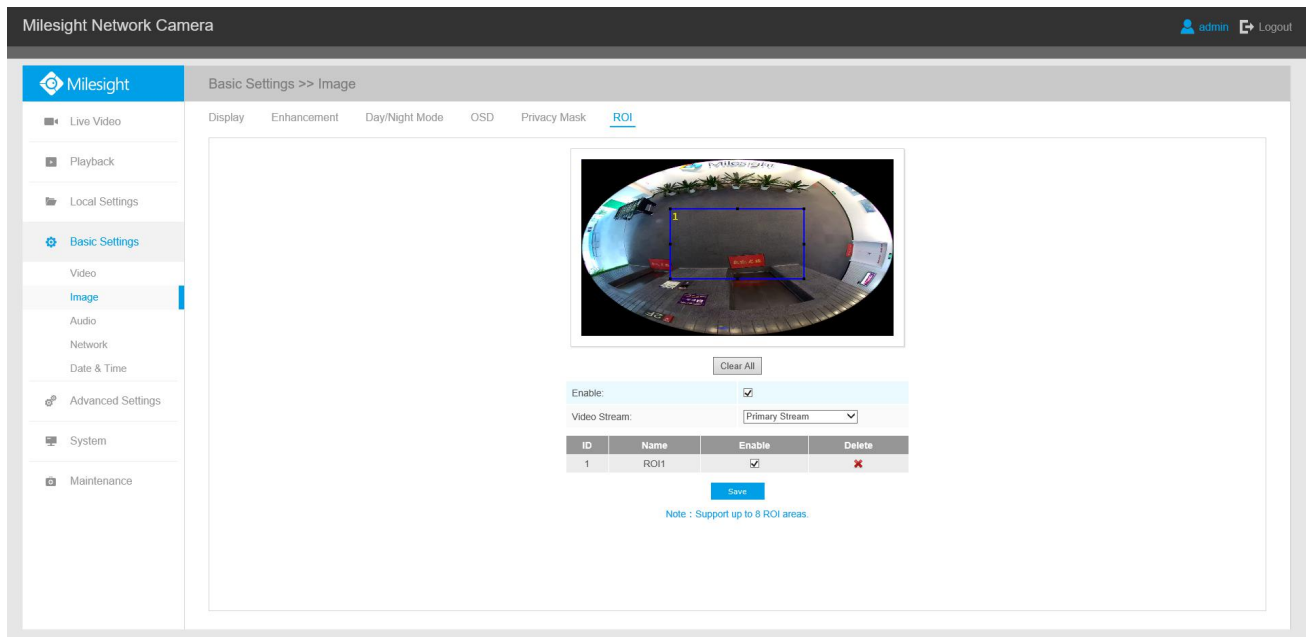 Milesight Network Camera
admin Logout
Milesight
Basic Settings >> Image
Live Video
Playback
Local Settings
Basic Settings
Video
Image
Audio
Network
Date & Time
Advanced Settings
System
Maintenance
Display Enhancement Day/Night Mode OSD Privacy Mask ROI
Milesight
1
Clear All
Enable:
Video Stream: Primary Stream
ID Name Enable Delete
1 ROI1
Save
Note : Support up to 8 ROI areas.